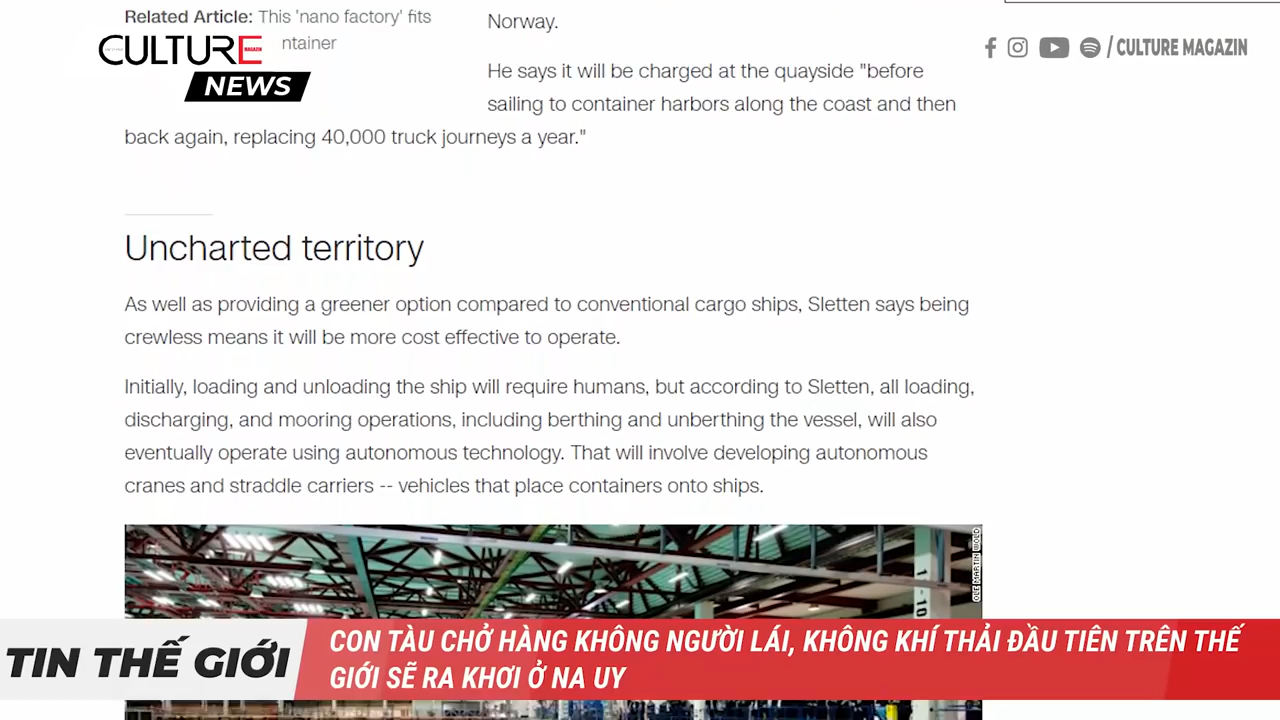 Related Article: This 'nano factory' fits
ntainer
CULTURE
MAGAZIN
NEWS
/ CULTURE MAGAZIN
Norway.
He says it will be charged at the quayside "before
sailing to container harbors along the coast and then
back again, replacing 40,000 truck journeys a year."
Uncharted territory
As well as providing a greener option compared to conventional cargo ships, Sletten says being
crewless means it will be more cost effective to operate.
Initially, loading and unloading the ship will require humans, but according to Sletten, all loading,
discharging, and mooring operations, including berthing and unberthing the vessel, will also
eventually operate using autonomous technology. That will involve developing autonomous
cranes and straddle carriers -- vehicles that place containers onto ships.
OLE MARTIN WOLD
TIN THẾ GIỚI
CON TÀU CHỞ HÀNG KHÔNG NGƯỜI LÁI, KHÔNG KHÍ THẢI ĐẦU TIÊN TRÊN THẾ
GIỚI SẼ RA KHƠI Ở NA UY